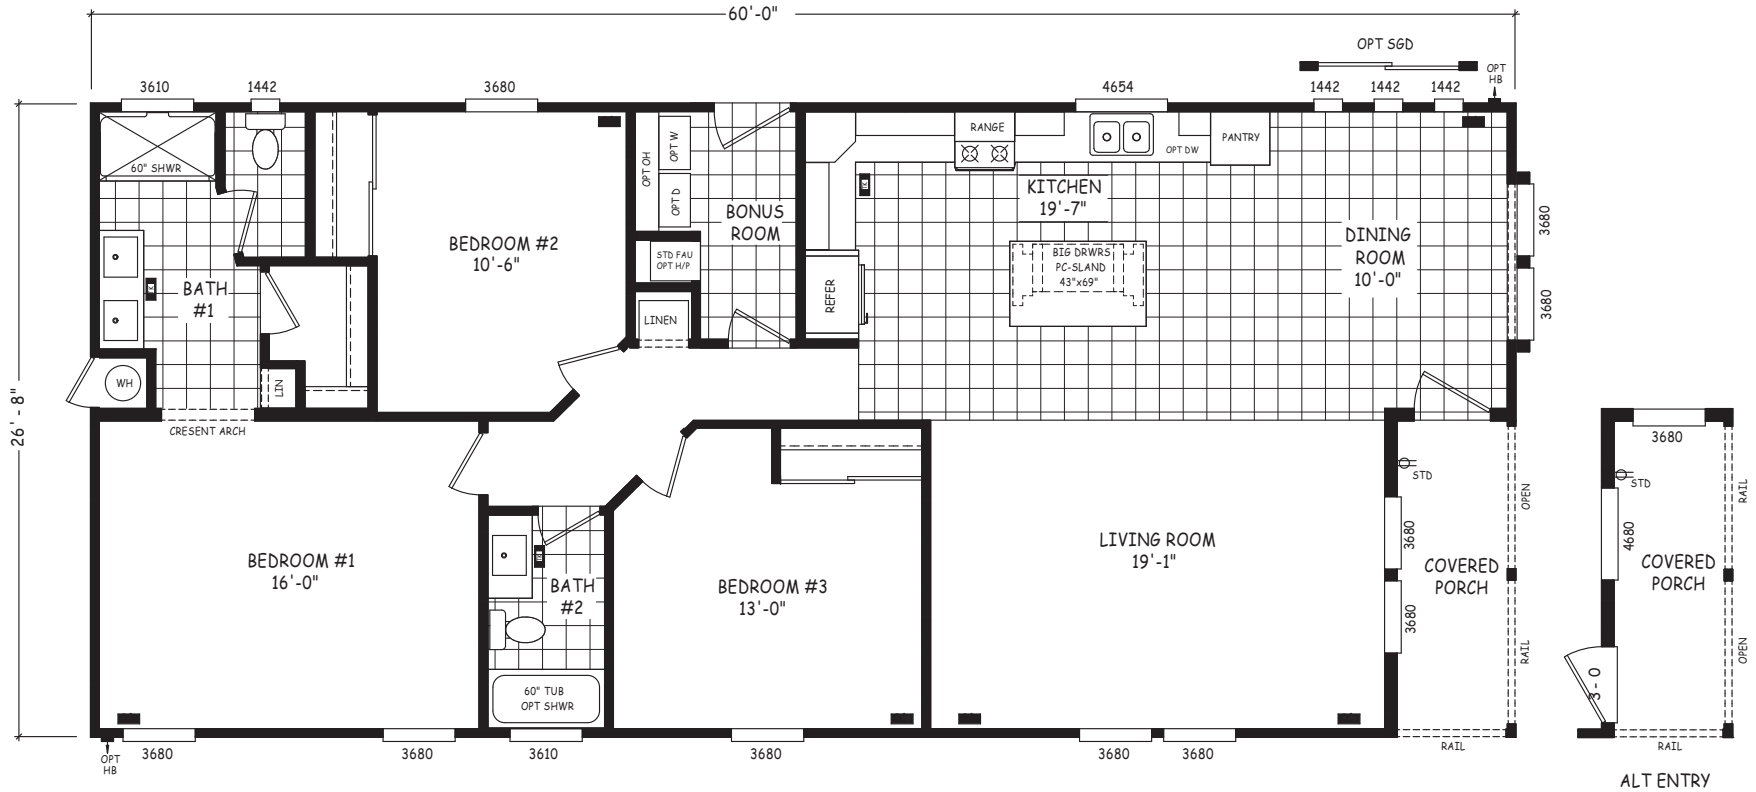 60'-0"
OPT SGD
OPT
HB
3610
1442
3680
4654
1442
1442
1442
26'-8"
60" SHWR
OPT OH
OPT W
OPT D
RANGE
OPT DW
PANTRY
KITCHEN
19'-7"
BONUS
ROOM
BEDROOM #2
10'-6"
DINING
ROOM
10'-0"
3680
3680
STD FAU
OPT H/P
BIG DRWRS
PC-SLAND
43"x69"
BATH
#1
REFER
LINEN
WH
LIN
CRESENT ARCH
3680
STD
STD
OPEN
RAIL
3680
4680
LIVING ROOM
19'-1"
BEDROOM #1
16'-0"
COVERED
PORCH
COVERED
PORCH
BATH
#2
BEDROOM #3
13'-0"
3680
RAIL
OPEN
3-0
60" TUB
OPT SHWR
RAIL
RAIL
OPT
HB
3680
3680
3610
3680
3680
3680
ALT ENTRY